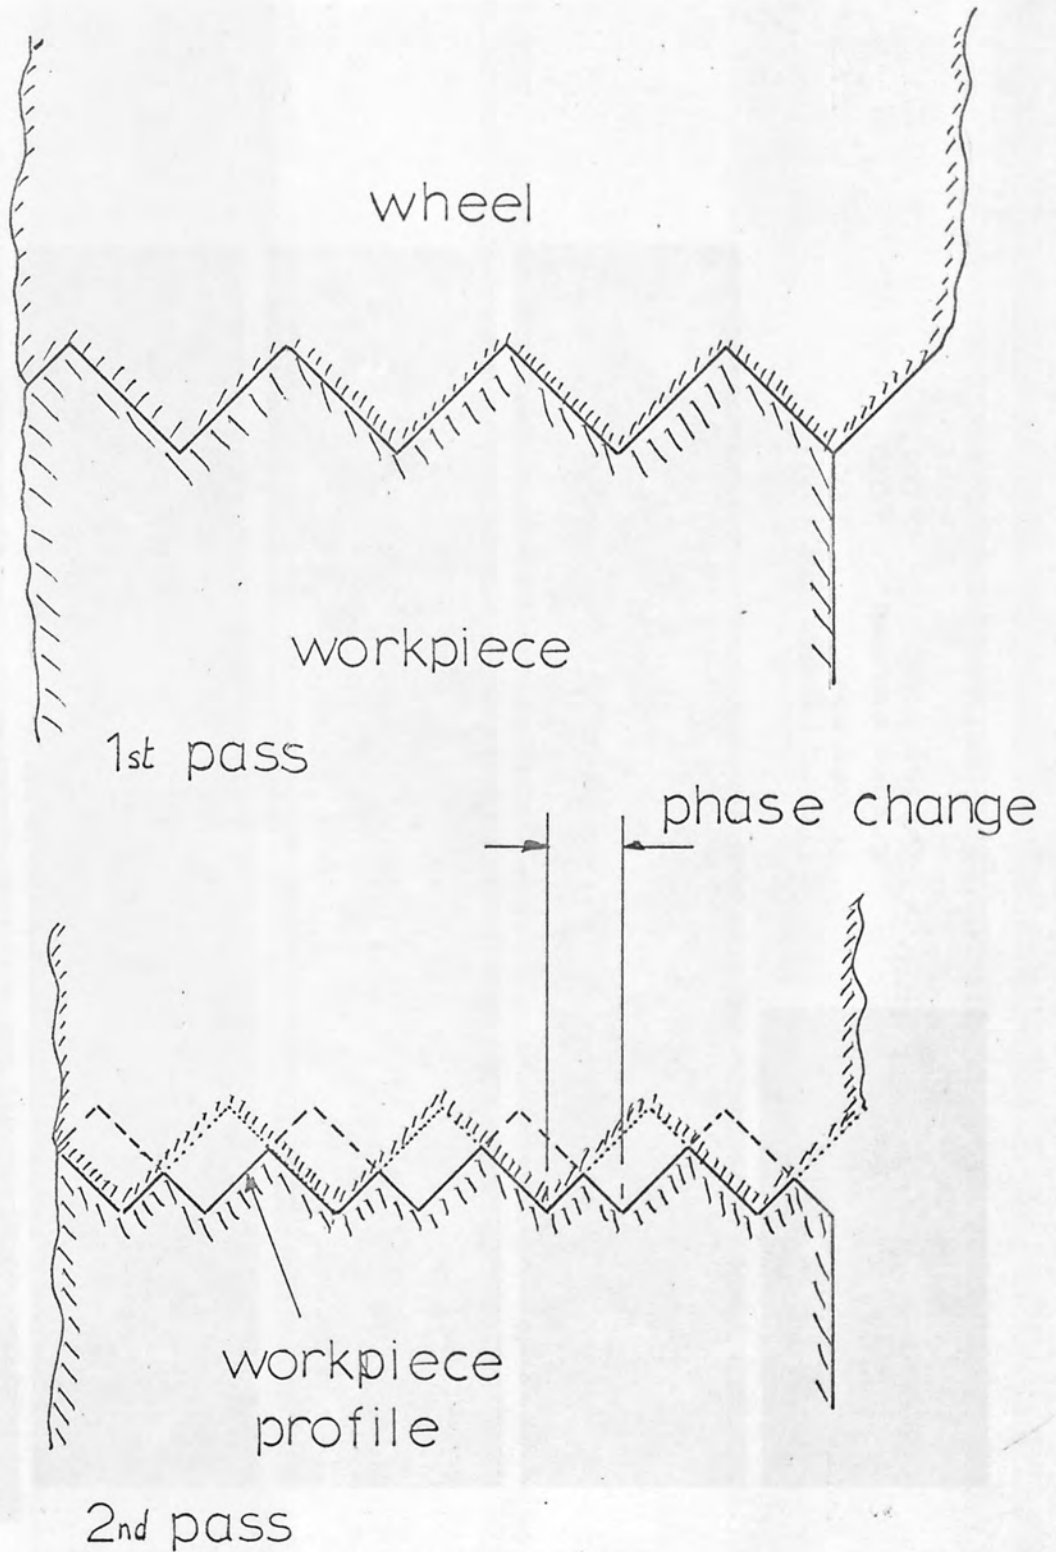 wheel
workpiece
1st pass
phase change
workpiece
profile
2nd pass